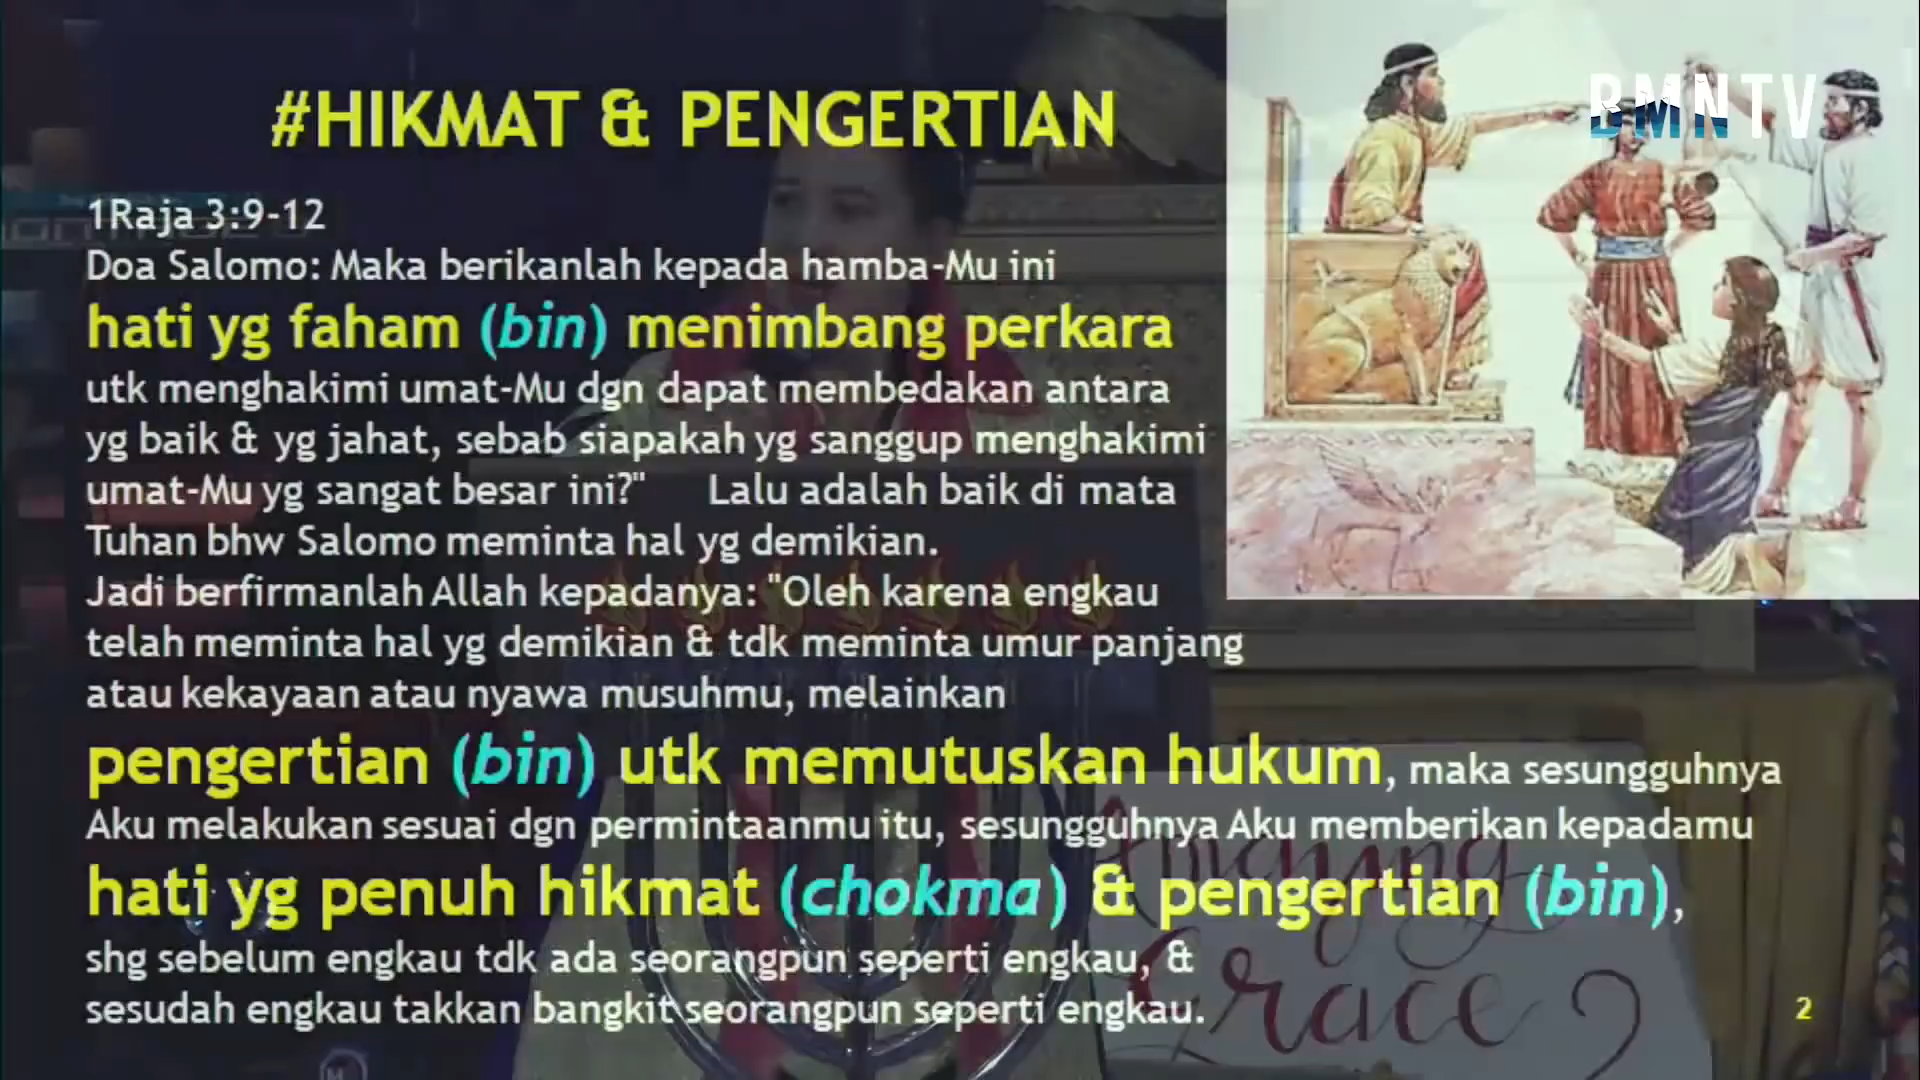 BMNTV
#HIKMAT & PENGERTIAN
1Raja 3:9-12
Doa Salomo: Maka berikanlah kepada hamba-Mu ini
hati yg faham (bin) menimbang perkara
utk menghakimi umat-Mu dgn dapat membedakan antara
yg baik & yg jahat, sebab siapakah yg sanggup menghakimi
umat-Mu yg sangat besar ini?" Lalu adalah baik di mata
Tuhan bhw Salomo meminta hal yg demikian.
Jadi berfirmanlah Allah kepadanya: "Oleh karena engkau
telah meminta hal yg demikian & tdk meminta umur panjang
atau kekayaan atau nyawa musuhmu, melainkan
pengertian (bin) utk memutuskan hukum, maka sesungguhnya
Aku melakukan sesuai dgn permintaanmu itu, sesungguhnya Aku memberikan kepadamu
hati yg penuh hikmat (chokma) & pengertian (bin),
shg sebelum engkau tdk ada seorangpun seperti engkau, &
sesudah engkau takkan bangkit seorangpun seperti engkau.
Amazing
Grace
2